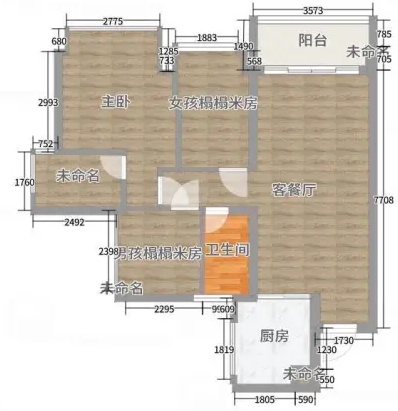 2775
3573
680
1883
1490
785
阳台
未命名
1285
733
568
705
2993
主卧
女孩榻榻米房
752
1760
未命名
客餐厅
7708
2492
2398
男孩榻榻米房
卫生间
未命名
2295
609
厨房
1819
1230
1730
未命名
550
1805
590